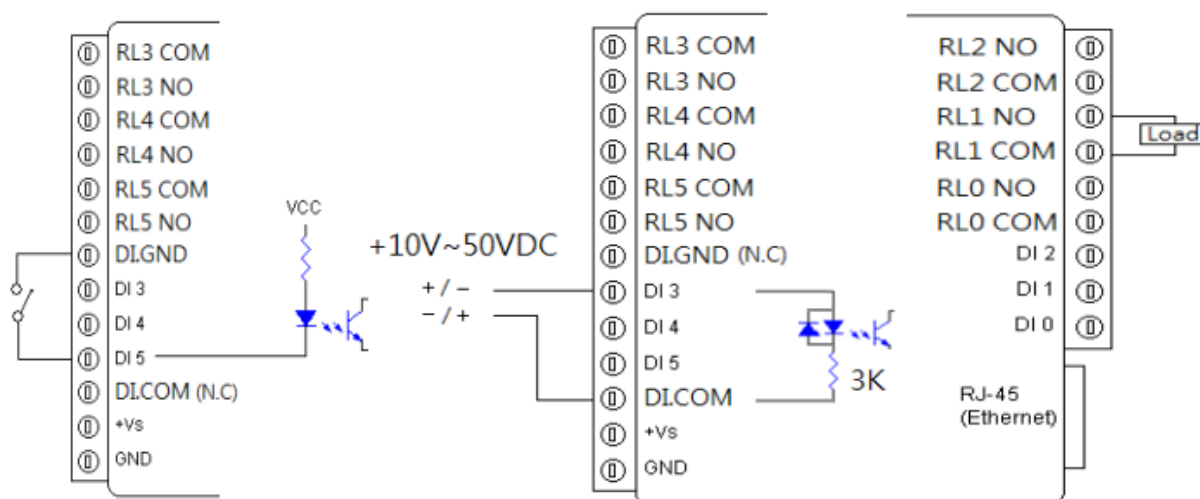 RL3 COM
RL3 NO
RL4 COM
RL4 NO
RL5 COM
RL5 NO
DI.GND
DI 3
DI 4
DI 5
DI.COM (N.C)
+Vs
GND
VCC
+10V~50VDC
+ / −
− / +
RL3 COM
RL3 NO
RL4 COM
RL4 NO
RL5 COM
RL5 NO
DI.GND (N.C)
DI 3
DI 4
DI 5
DI.COM
+Vs
GND
3K
RL2 NO
RL2 COM
RL1 NO
RL1 COM
RL0 NO
RL0 COM
DI 2
DI 1
DI 0
RJ-45
(Ethernet)
Load